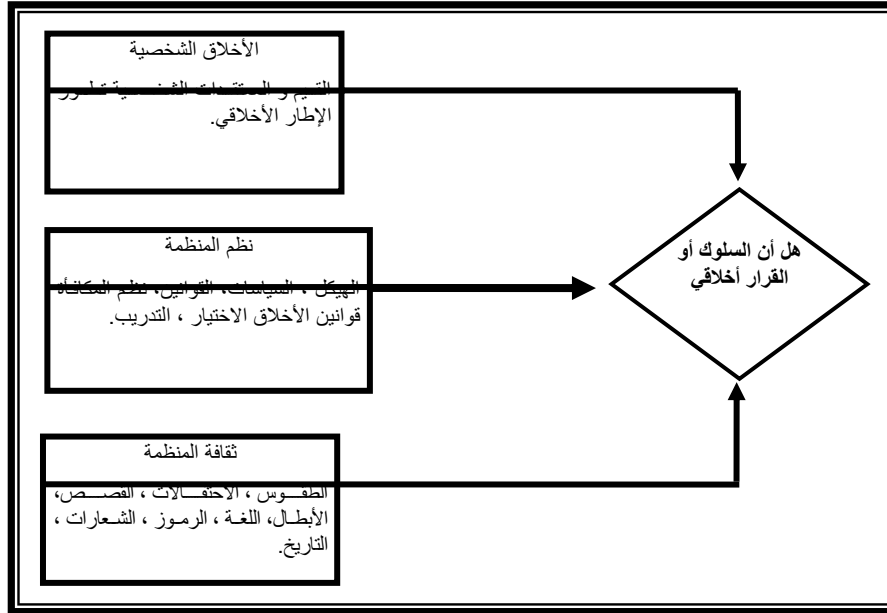 الأخلاق الشخصية
القيم و المعتقدات الشخصية تطور
الإطار الأخلاقي.
نظم المنظمة
الهيكل ، السياسات، القوانين، نظم المكافأة
قوانين الأخلاق الاختيار ، التدريب.
ثقافة المنظمة
الطقوس ، الاحتفالات ، القصص،
الأبطال، اللغة ، الرموز ، الشعارات ،
التاريخ.
هل أن السلوك أو
القرار أخلاقي